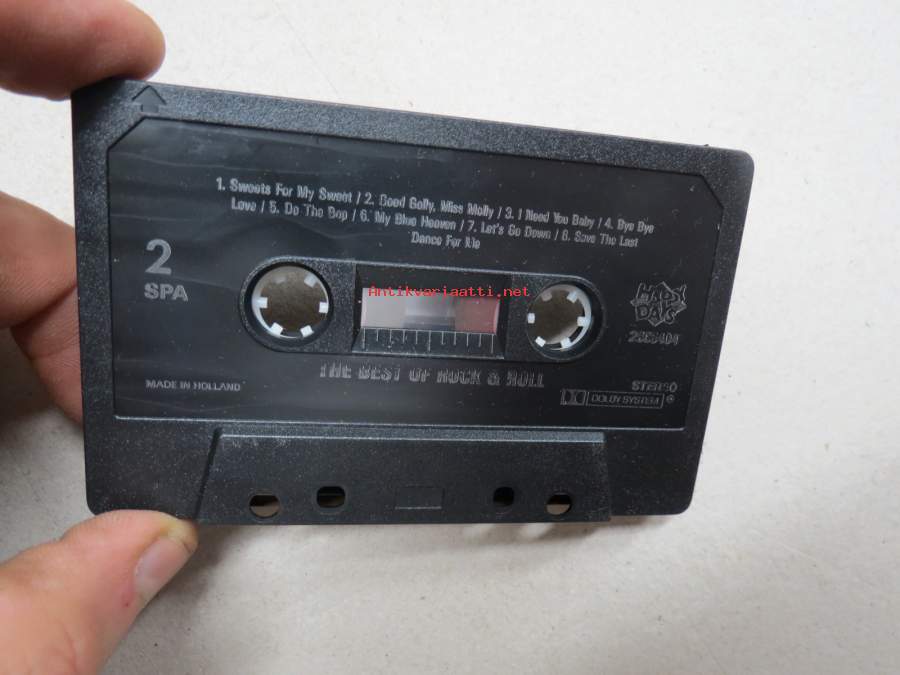 1. Sweets For My Sweet / 2. Good Golly, Miss Molly / 3. I Need You Baby / 4. Bye Bye
Love / 5. Do The Bop / 6. My Blue Heaven / 7. Let's Go Down / 8. Save The Last
Dance For Me
2
SPA
Antikvariaatti.net
HAPPY
DAYS
THE BEST OF ROCK & ROLL
MADE IN HOLLAND
STEREO
DOLBY SYSTEM ®